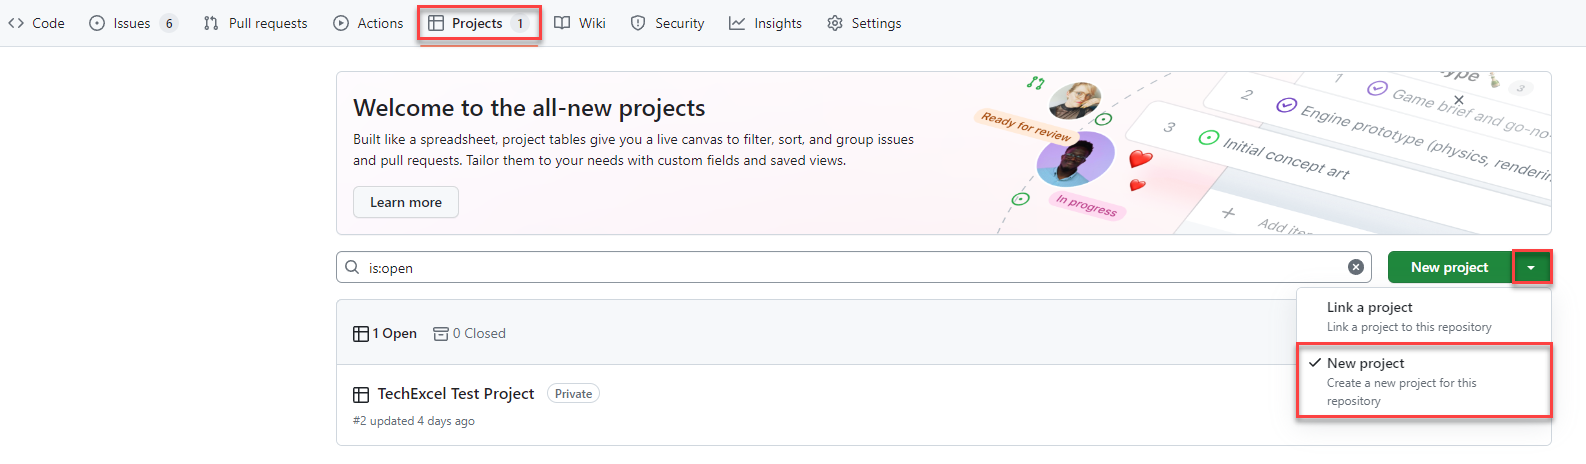 Code Issues 6 Pull requests Actions Projects 1 Wiki Security Insights Settings
Welcome to the all-new projects
Built like a spreadsheet, project tables give you a live canvas to filter, sort, and group issues
and pull requests. Tailor them to your needs with custom fields and saved views.
Learn more
Ready for review
In progress
1 Game brief and go-no-
2 Engine prototype (physics, renderin
3 Initial concept art
+ Add
3
is:open
New project
Link a project
Link a project to this repository
New project
Create a new project for this
repository
1 Open 0 Closed
TechExcel Test Project Private
#2 updated 4 days ago